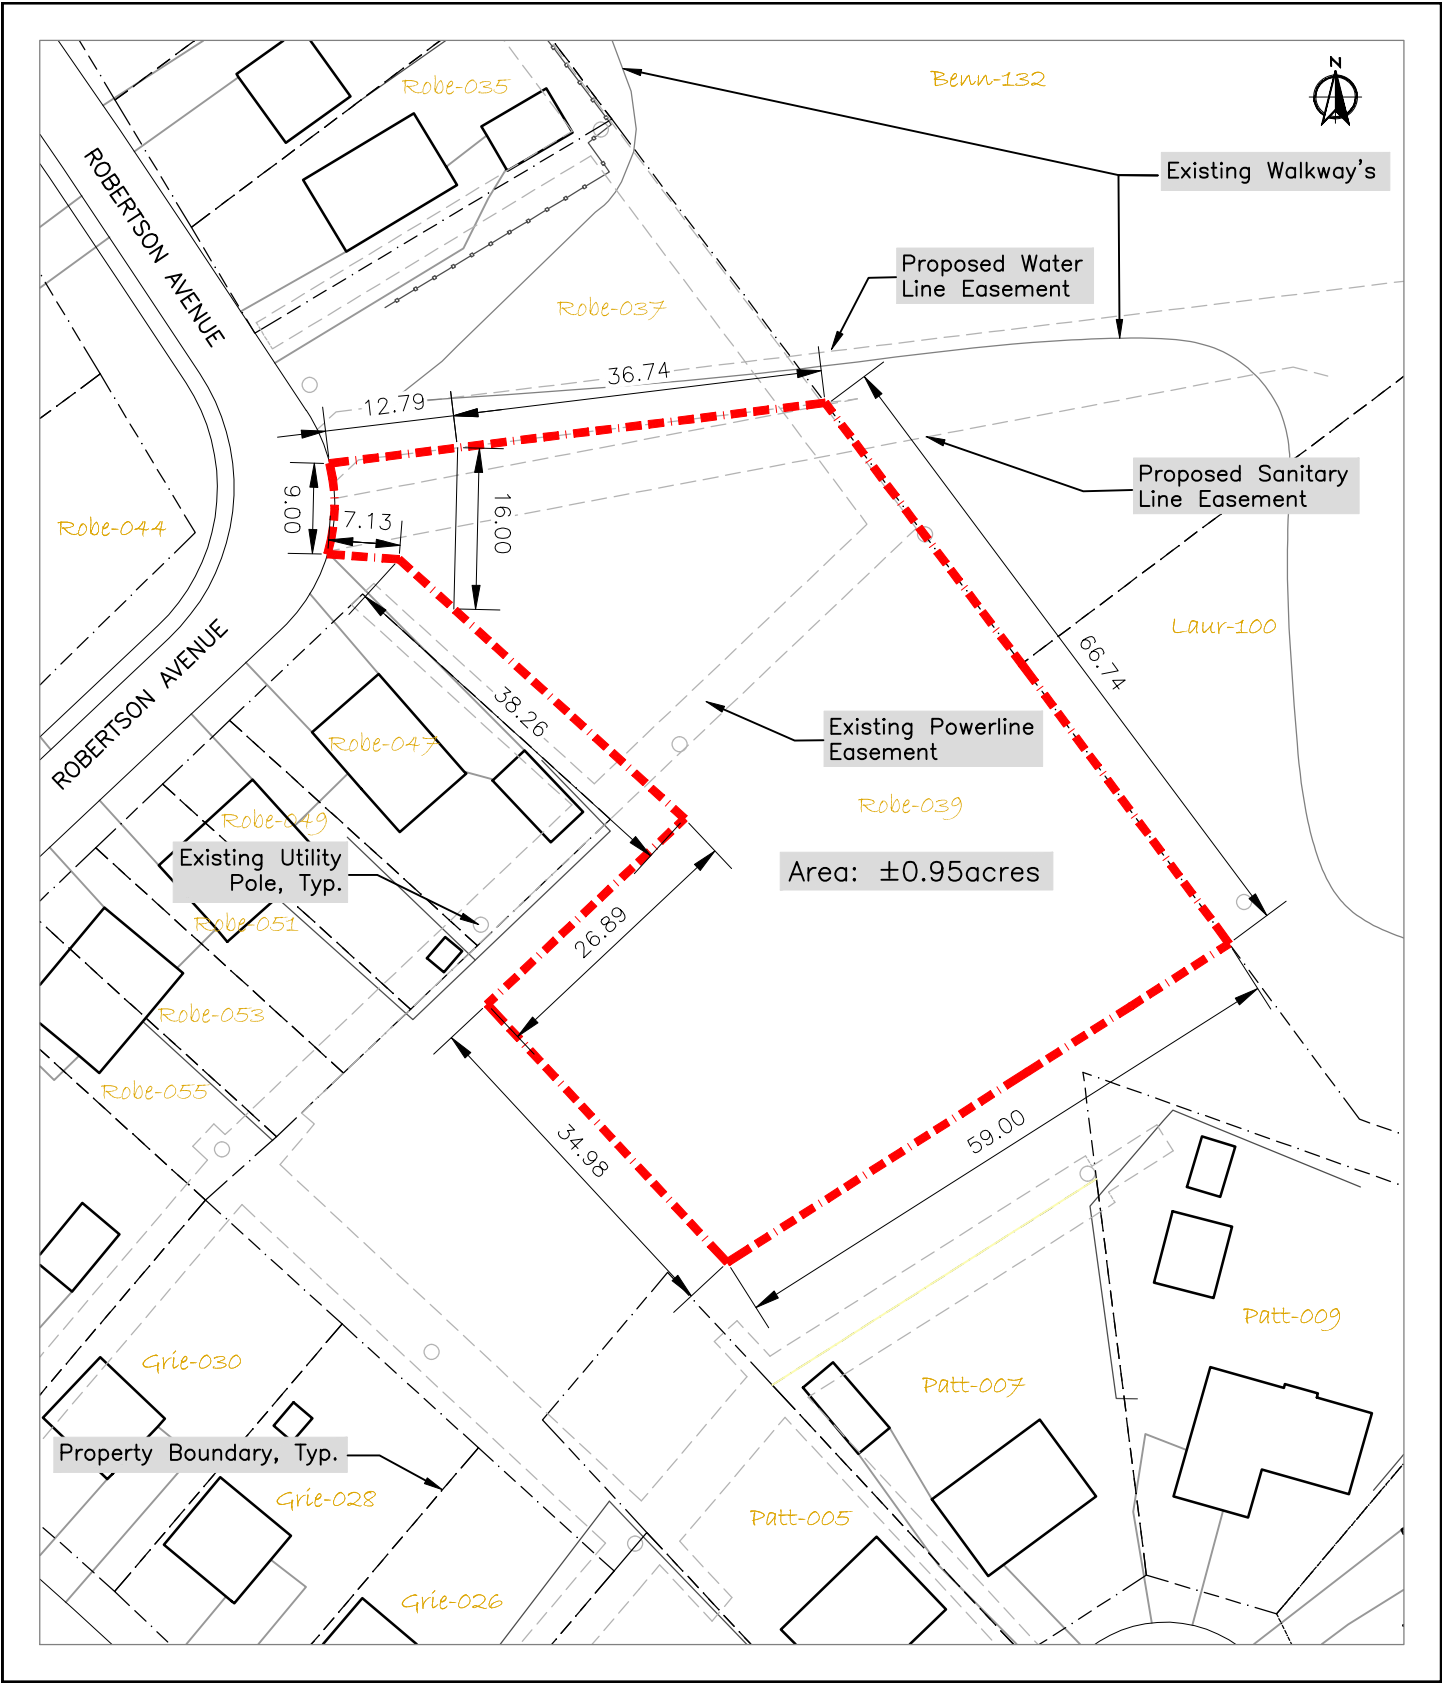 Robe-035
Benn-132
N
ROBERTSON AVENUE
Existing Walkway's
Proposed Water
Line Easement
Robe-037
36.74
12.79
9.00
7.13
16.00
Proposed Sanitary
Line Easement
Robe-044
Laur-100
66.74
ROBERTSON AVENUE
38.26
Existing Powerline
Easement
Robe-047
Robe-039
Robe-049
Area: ±0.95acres
Existing Utility
Pole, Typ.
Robe-051
26.89
Robe-053
Robe-055
34.98
59.00
Patt-009
Grie-030
Patt-007
Property Boundary, Typ.
Grie-028
Patt-005
Grie-026